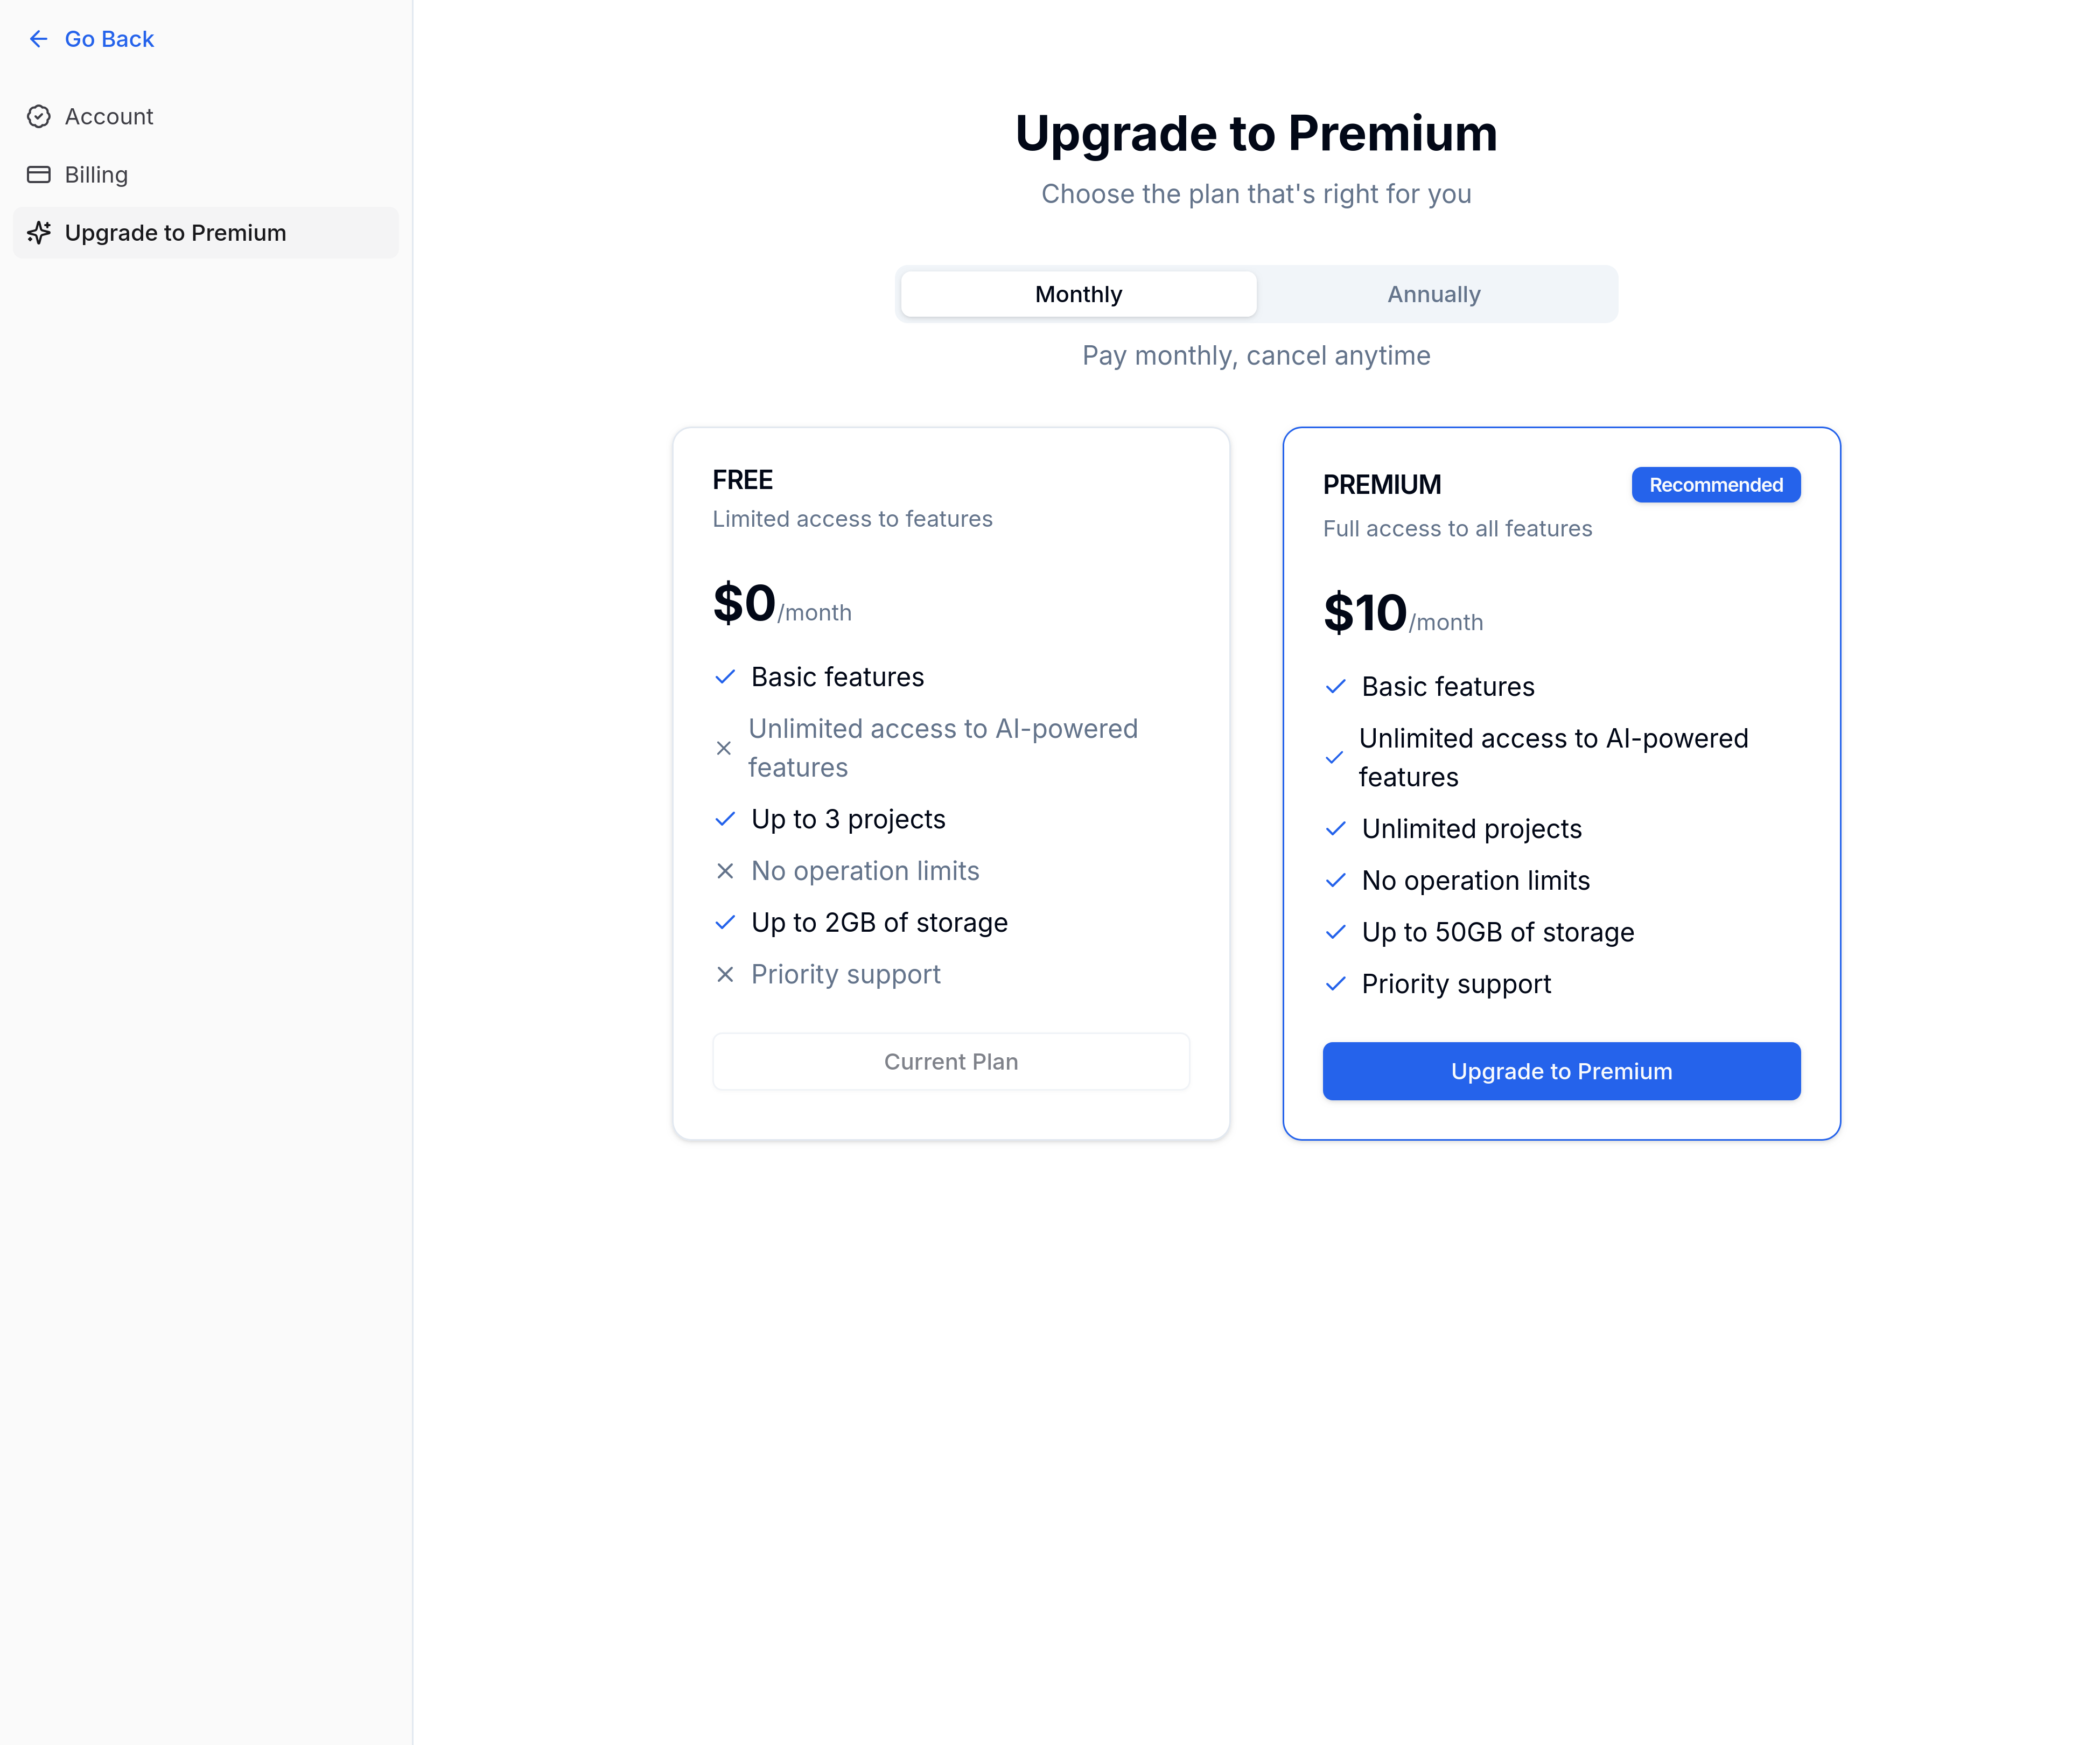 Go Back
Account
Billing
Upgrade to Premium
Upgrade to Premium
Choose the plan that's right for you
Monthly
Annually
Pay monthly, cancel anytime
FREE
Limited access to features
$0/month
Basic features
Unlimited access to AI-powered
features
Up to 3 projects
No operation limits
Up to 2GB of storage
Priority support
Current Plan
PREMIUM
Recommended
Full access to all features
$10/month
Basic features
Unlimited access to AI-powered
features
Unlimited projects
No operation limits
Up to 50GB of storage
Priority support
Upgrade to Premium